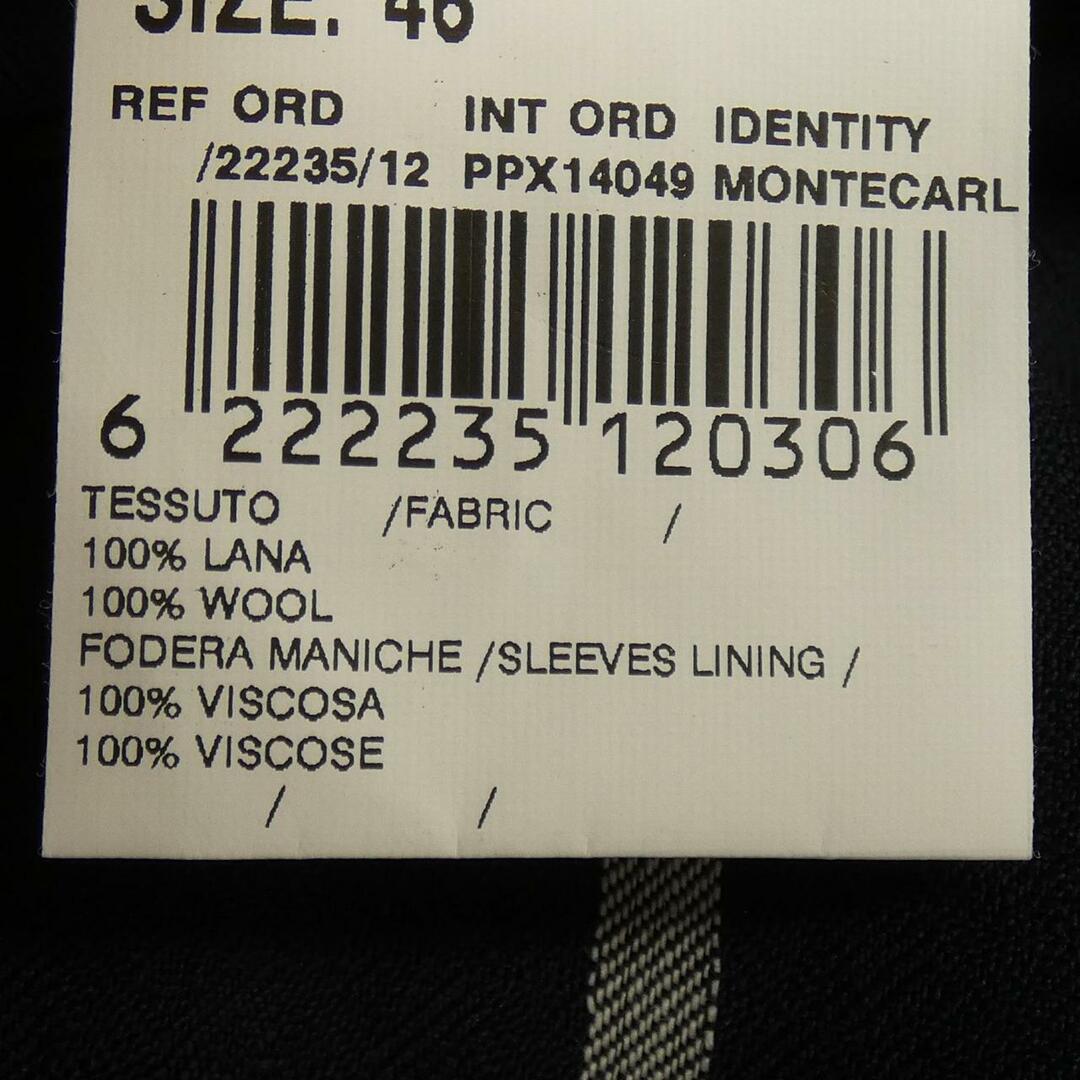 SIZE: 46
REF ORD INT ORD IDENTITY
/22235/12 PPX14049 MONTECARL
6 222235 120306
TESSUTO /FABRIC /
100% LANA
100% WOOL
FODERA MANICHE /SLEEVES LINING /
100% VISCOSA
100% VISCOSE
/ /